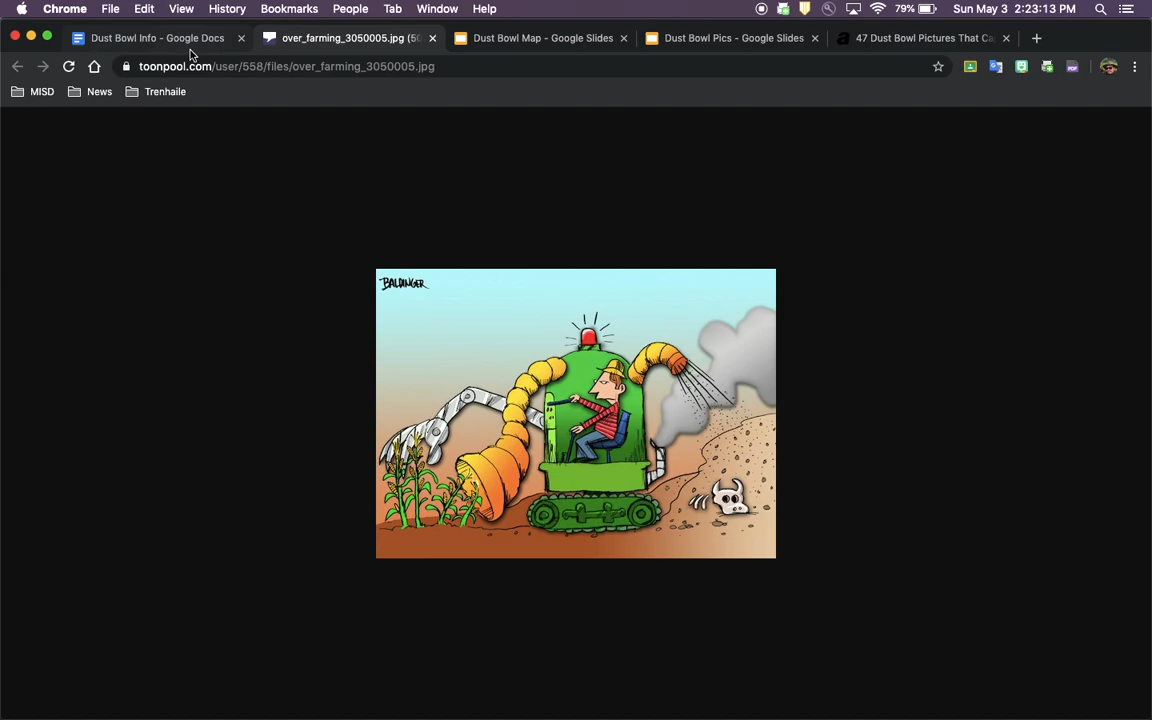 Chrome File Edit View History Bookmarks People Tab Window Help 79% Sun May 3 2:23:13 PM
Dust Bowl Info - Google Docs over_farming_3050005.jpg (50 Dust Bowl Map - Google Slides Dust Bowl Pics - Google Slides 47 Dust Bowl Pictures That Ca
toonpool.com/user/558/files/over_farming_3050005.jpg
MISD News Trenhaile
BALDINGER